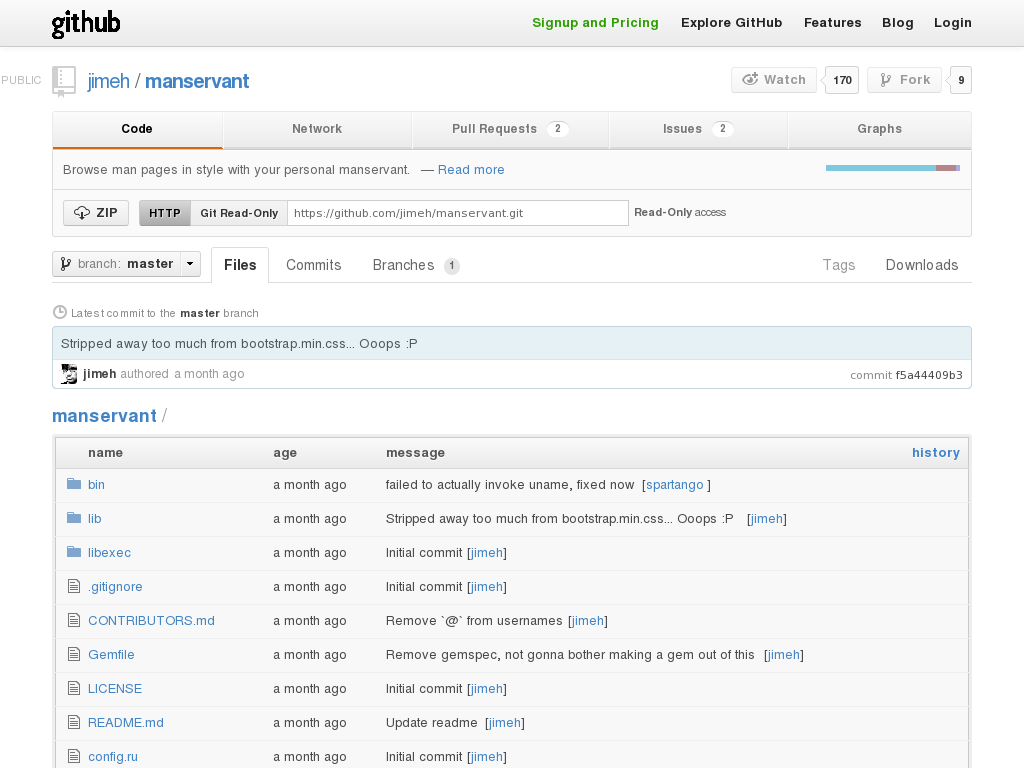 github
Signup and Pricing Explore GitHub Features Blog Login
PUBLIC jimeh / manservant Watch 170 Fork 9
Code Network Pull Requests 2 Issues 2 Graphs
Browse man pages in style with your personal manservant. — Read more
ZIP HTTP Git Read-Only https://github.com/jimeh/manservant.git Read-Only access
branch: master Files Commits Branches 1 Tags Downloads
Latest commit to the master branch
Stripped away too much from bootstrap.min.css... Ooops :P
jimeh authored a month ago commit f5a44409b3
manservant /
name age message history
bin a month ago failed to actually invoke uname, fixed now [spartango ]
lib a month ago Stripped away too much from bootstrap.min.css... Ooops :P [jimeh]
libexec a month ago Initial commit [jimeh]
.gitignore a month ago Initial commit [jimeh]
CONTRIBUTORS.md a month ago Remove `@` from usernames [jimeh]
Gemfile a month ago Remove gemspec, not gonna bother making a gem out of this [jimeh]
LICENSE a month ago Initial commit [jimeh]
README.md a month ago Update readme [jimeh]
config.ru a month ago Initial commit [jimeh]